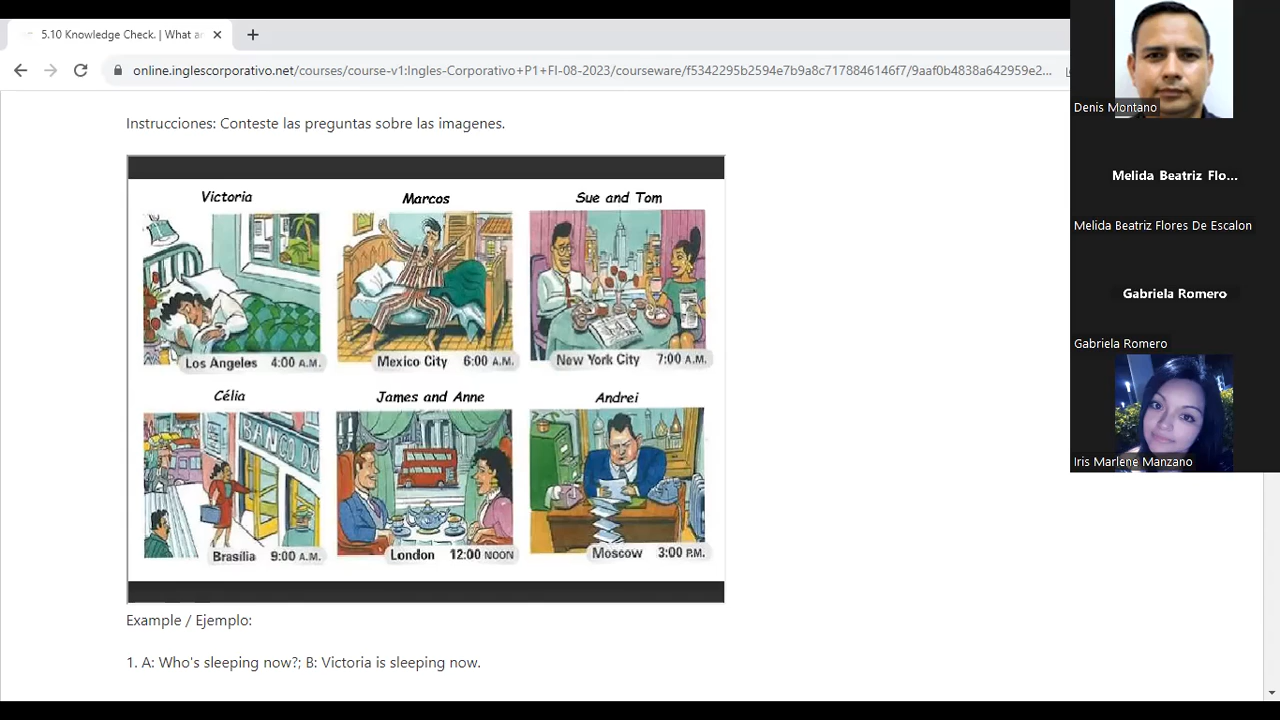 5.10 Knowledge Check. | What a
online.inglescorporativo.net/courses/course-v1:Ingles-Corporativo+P1+FI-08-2023/courseware/f5342295b2594e7b9a8c7178846146f7/9aaf0b4838a642959e2...
Instrucciones: Conteste las preguntas sobre las imagenes.
Victoria
Marcos
Sue and Tom
Los Angeles 4:00 A.M.
Mexico City 6:00 A.M.
New York City 7:00 A.M.
Célia
James and Anne
Andrei
BANCO DO
Brasília 9:00 A.M.
London 12:00 NOON
Moscow 3:00 P.M.
Example / Ejemplo:
1. A: Who's sleeping now?; B: Victoria is sleeping now.
Denis Montano
Melida Beatriz Flo...
Melida Beatriz Flores De Escalon
Gabriela Romero
Gabriela Romero
Iris Marlene Manzano